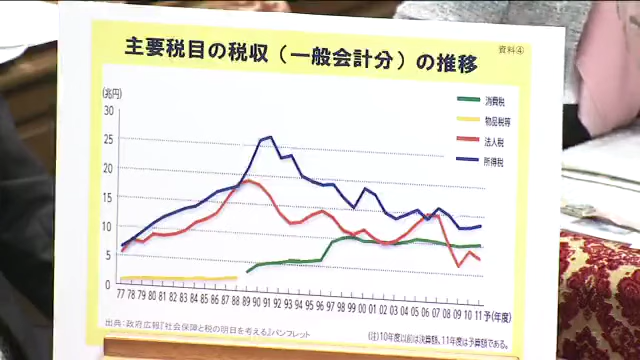 資料④
主要税目の税収(一般会計分)の推移
(兆円)
30
25
20
15
10
5
0
消費税
物品税等
法人税
所得税
77 78 79 80 81 82 83 84 85 86 87 88 89 90 91 92 93 94 95 96 97 98 99 00 01 02 03 04 05 06 07 08 09 10 11予(年度)
出典:政府広報『社会保障と税の明日を考える』パンフレット
(注)10年度以前は決算額、11年度は予算額である。